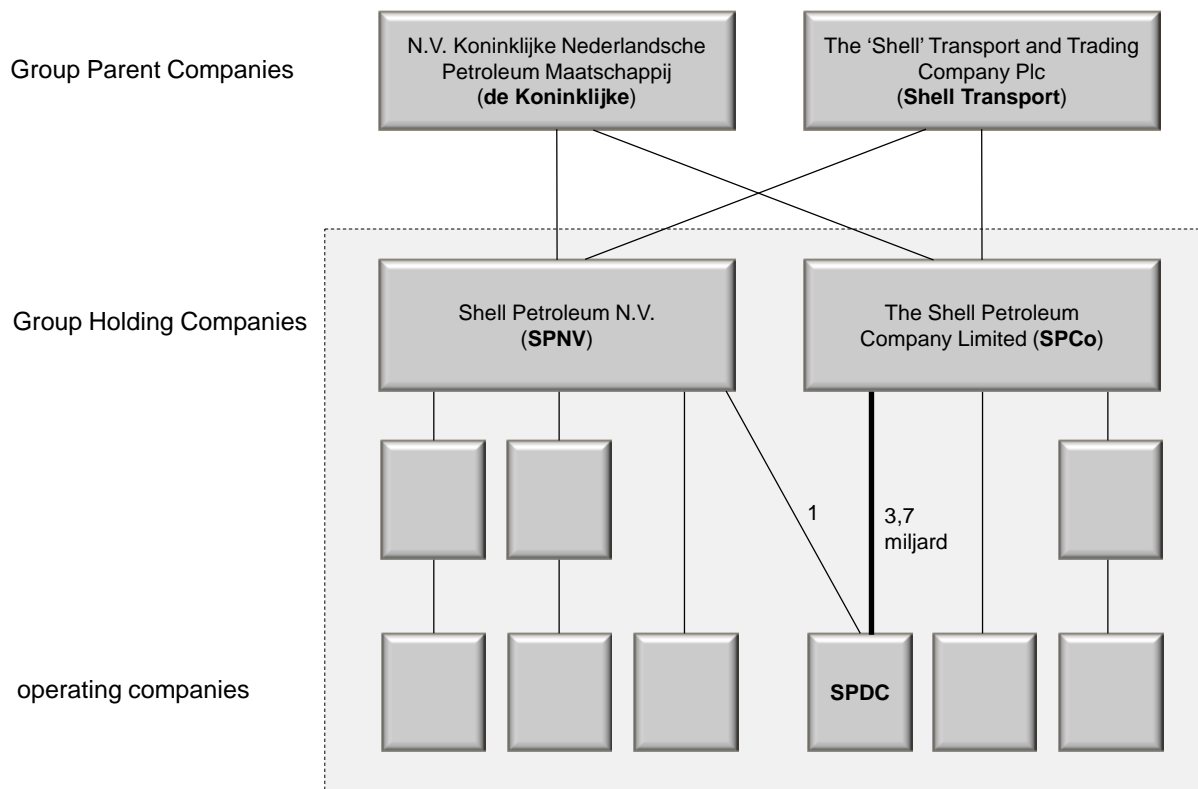 Group Parent Companies
N.V. Koninklijke Nederlandsche
Petroleum Maatschappij
(de Koninklijke)
The ‘Shell’ Transport and Trading
Company Plc
(Shell Transport)
Group Holding Companies
Shell Petroleum N.V.
(SPNV)
The Shell Petroleum
Company Limited (SPCo)
1
3,7
miljard
operating companies
SPDC